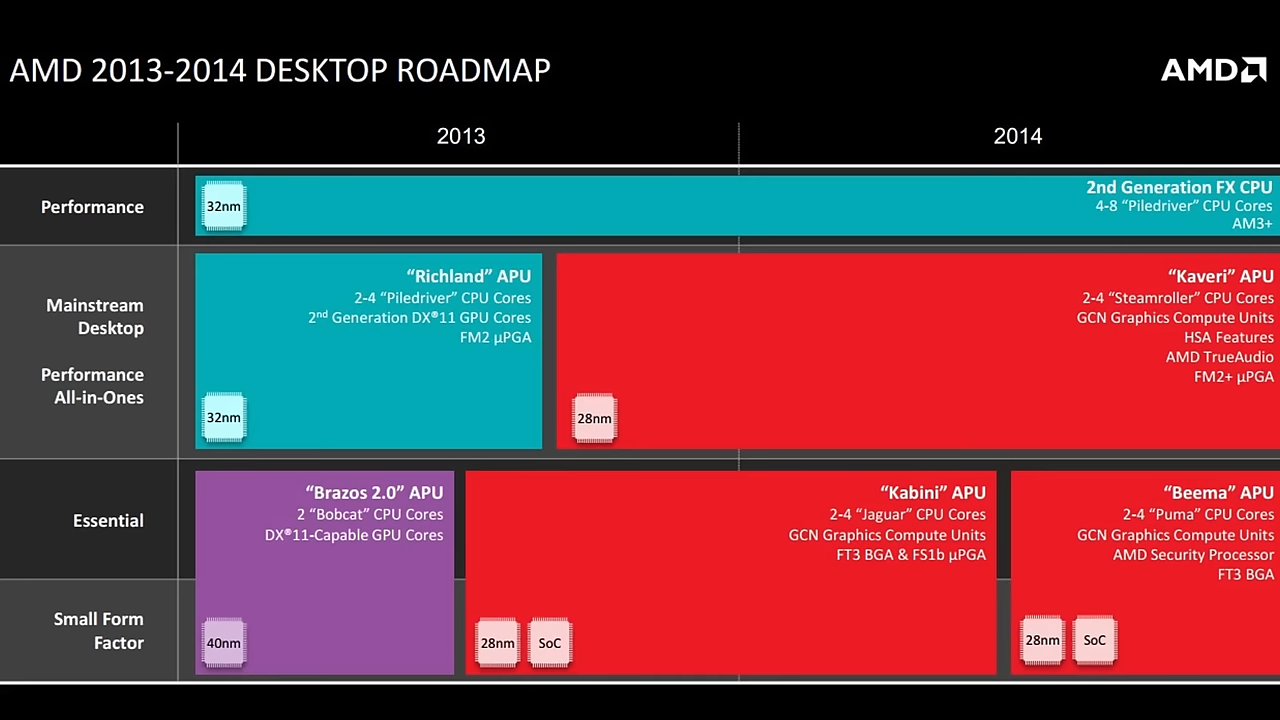 AMD 2013-2014 DESKTOP ROADMAP
AMD
2013
2014
Performance
32nm
2nd Generation FX CPU
4-8 “Piledriver” CPU Cores
AM3+
Mainstream
Desktop
Performance
All-in-Ones
“Richland” APU
2-4 “Piledriver” CPU Cores
2nd Generation DX®11 GPU Cores
FM2 µPGA
32nm
“Kaveri” APU
2-4 “Steamroller” CPU Cores
GCN Graphics Compute Units
HSA Features
AMD TrueAudio
FM2+ µPGA
28nm
Essential
Small Form
Factor
“Brazos 2.0” APU
2 “Bobcat” CPU Cores
DX®11-Capable GPU Cores
40nm
“Kabini” APU
2-4 “Jaguar” CPU Cores
GCN Graphics Compute Units
FT3 BGA & FS1b µPGA
28nm SoC
“Beema” APU
2-4 “Puma” CPU Cores
GCN Graphics Compute Units
AMD Security Processor
FT3 BGA
28nm SoC